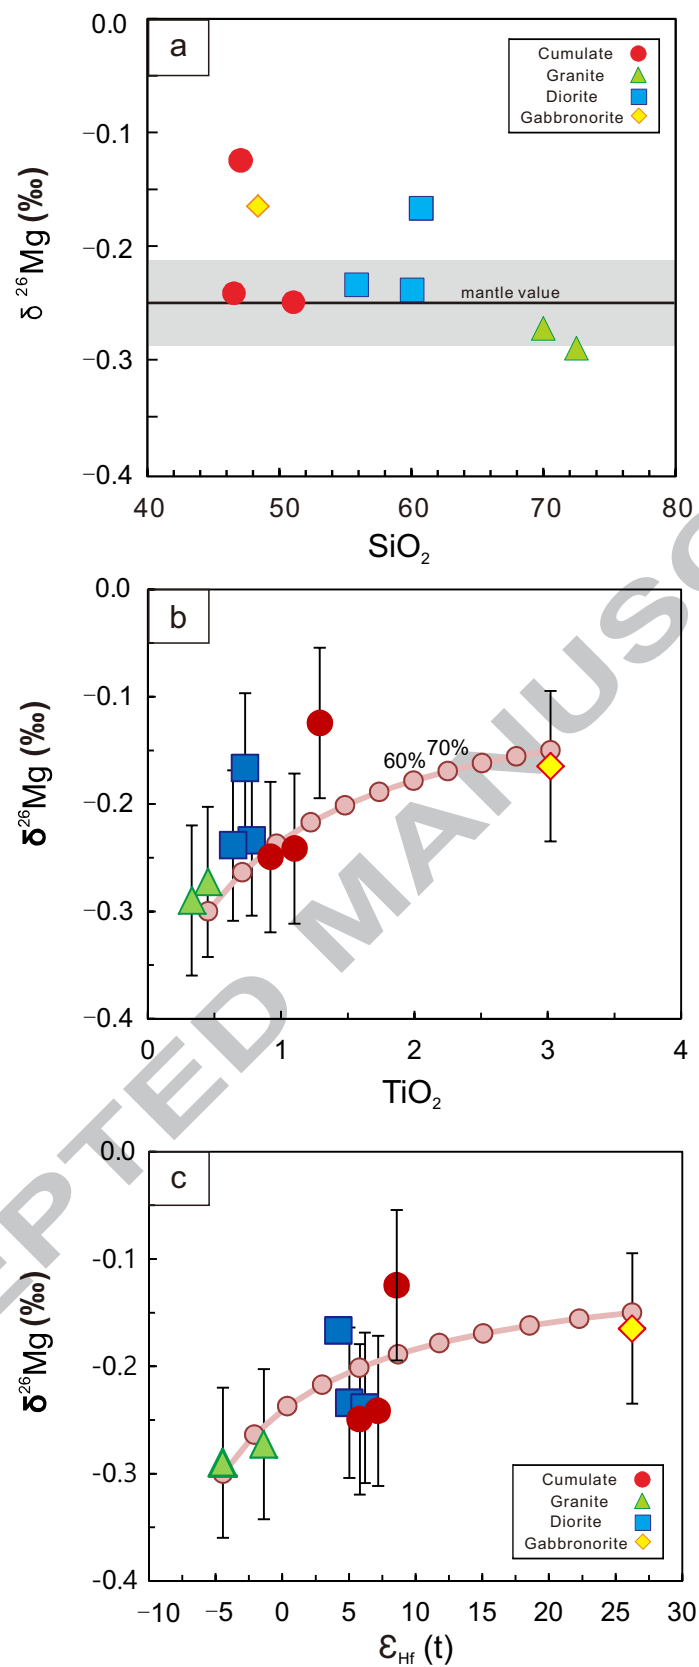 0.0
a
Cumulate
Granite
Diorite
Gabbronorite
−0.1
δ ²⁶Mg (‰)
−0.2
mantle value
−0.3
−0.4
40 50 60 70 80
SiO₂
0.0
b
−0.1
60% 70%
δ²⁶Mg (‰)
−0.2
−0.3
−0.4
0 1 2 3 4
TiO₂
0.0
c
-0.1
δ²⁶Mg (‰)
-0.2
-0.3
Cumulate
Granite
Diorite
Gabbronorite
-0.4
−10 −5 0 5 10 15 20 25 30
Ɛ_Hf (t)
EPTED MANUSC